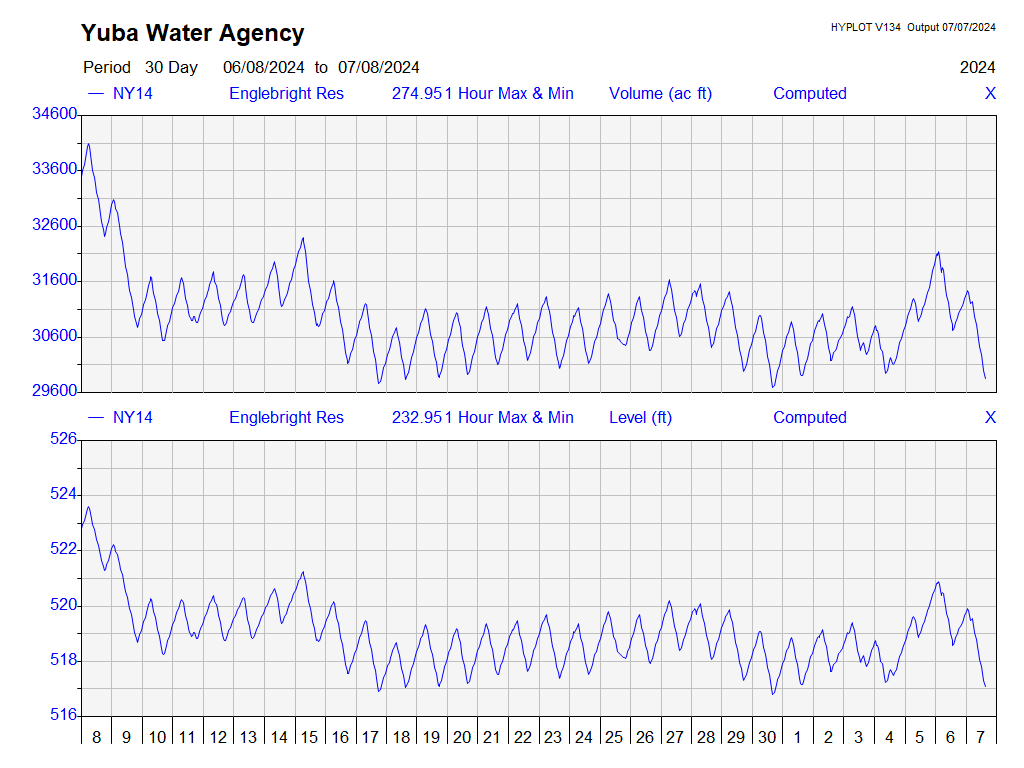 Yuba Water Agency
HYPLOT V134 Output 07/07/2024
Period 30 Day 06/08/2024 to 07/08/2024 2024
NY14 Englebright Res 274.951 Hour Max & Min Volume (ac ft) Computed X
34600
33600
32600
31600
30600
29600
NY14 Englebright Res 232.951 Hour Max & Min Level (ft) Computed X
526
524
522
520
518
516
8 9 10 11 12 13 14 15 16 17 18 19 20 21 22 23 24 25 26 27 28 29 30 1 2 3 4 5 6 7